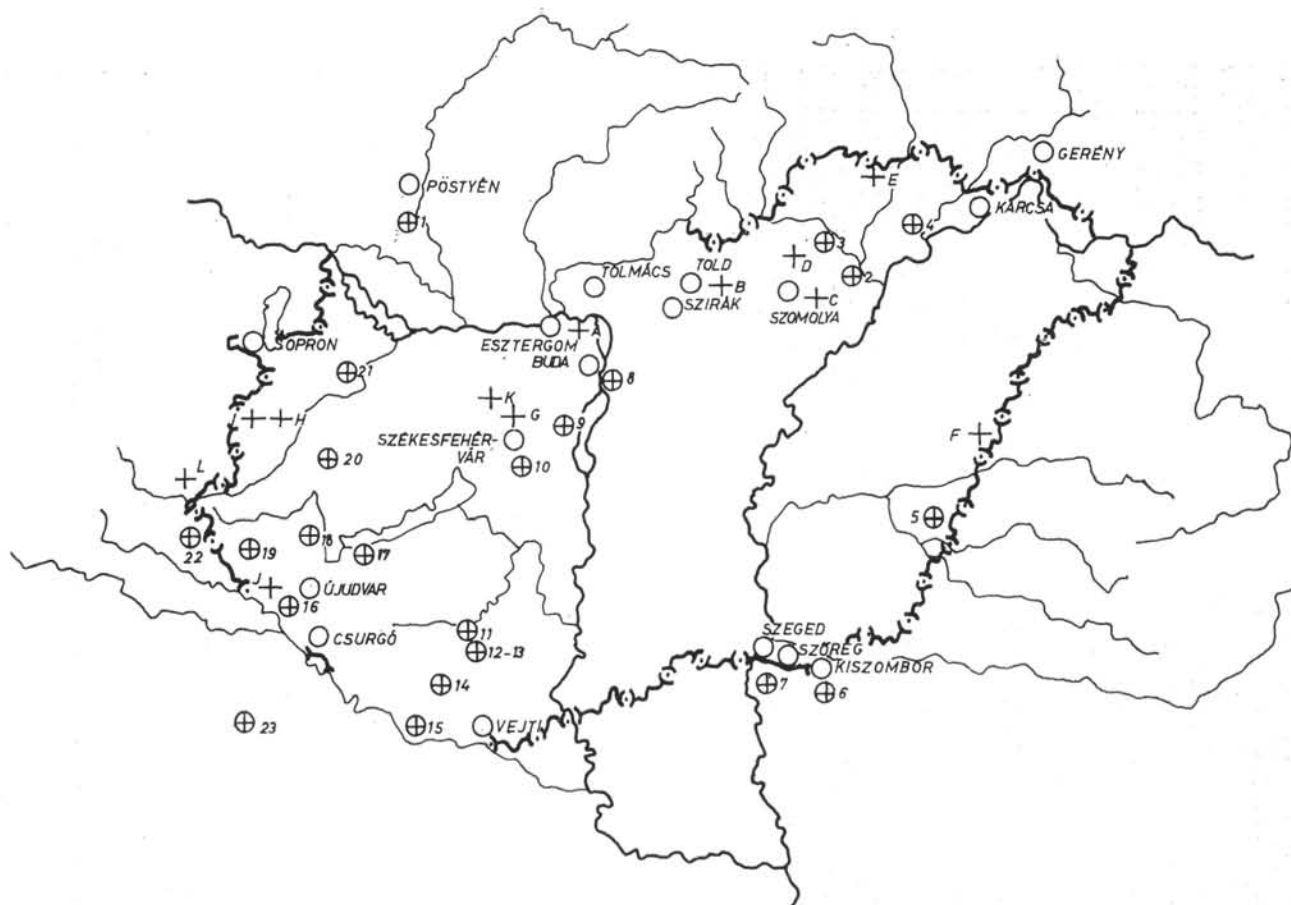 GERÉNY
PÖSTYÉN
E
KARCSA
1
4
3
D
TOLMÁCS
TOLD
B
2
SZIRÁK
C
SZOMOLYA
A
SOPRON
ESZTERGOM
BUDA
21
8
K
H
G
9
F
SZÉKESFEHÉR-
VÁR
20
10
L
5
18
22
19
17
J
ÚJUDVAR
16
CSURGÓ
11
SZEGED
12-13
SZŐREG
KISZOMBOR
14
7
6
23
15
VEJTI